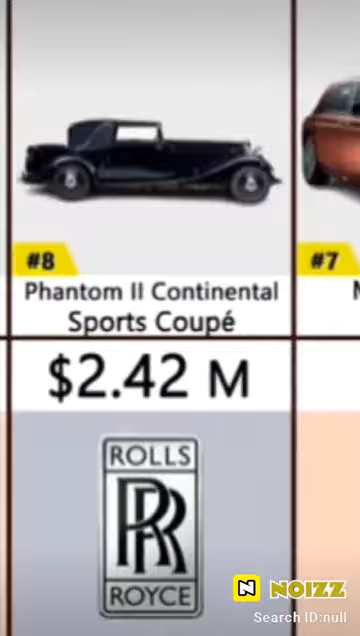 #8
#7
Phantom II Continental
Sports Coupé
$2.42 M
ROLLS
RR
ROYCE
N NOIZZ
Search ID:null